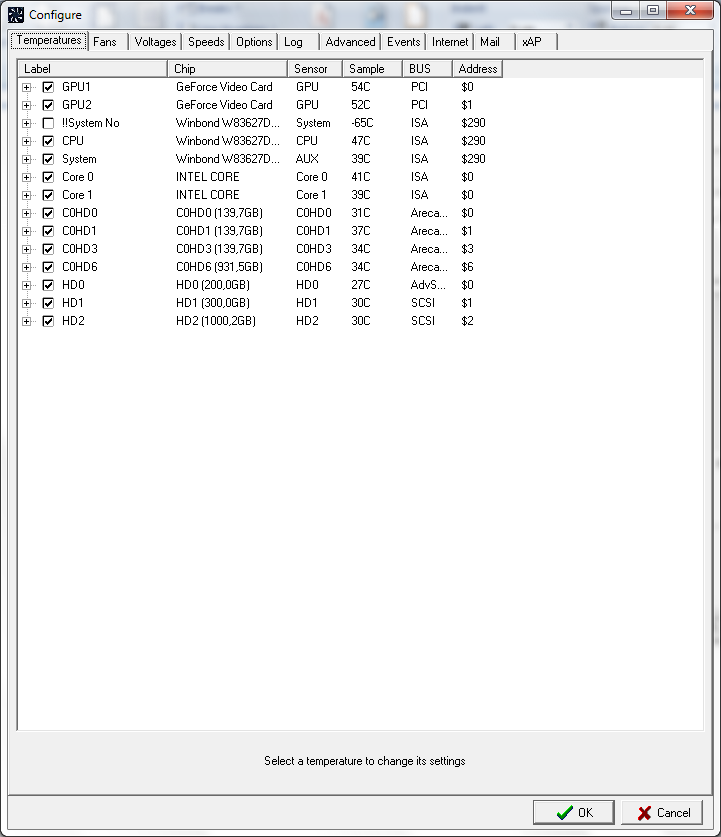 Configure
Temperatures Fans Voltages Speeds Options Log Advanced Events Internet Mail xAP
Label Chip Sensor Sample BUS Address
GPU1 GeForce Video Card GPU 54C PCI $0
GPU2 GeForce Video Card GPU 52C PCI $1
!!System No Winbond W83627D... System -65C ISA $290
CPU Winbond W83627D... CPU 47C ISA $290
System Winbond W83627D... AUX 39C ISA $290
Core 0 INTEL CORE Core 0 41C ISA $0
Core 1 INTEL CORE Core 1 39C ISA $0
C0HD0 C0HD0 (139,7GB) C0HD0 31C Areca... $0
C0HD1 C0HD1 (139,7GB) C0HD1 37C Areca... $1
C0HD3 C0HD3 (139,7GB) C0HD3 34C Areca... $3
C0HD6 C0HD6 (931,5GB) C0HD6 34C Areca... $6
HD0 HD0 (200,0GB) HD0 27C AdvS... $0
HD1 HD1 (300,0GB) HD1 30C SCSI $1
HD2 HD2 (1000,2GB) HD2 30C SCSI $2
Select a temperature to change its settings
OK Cancel